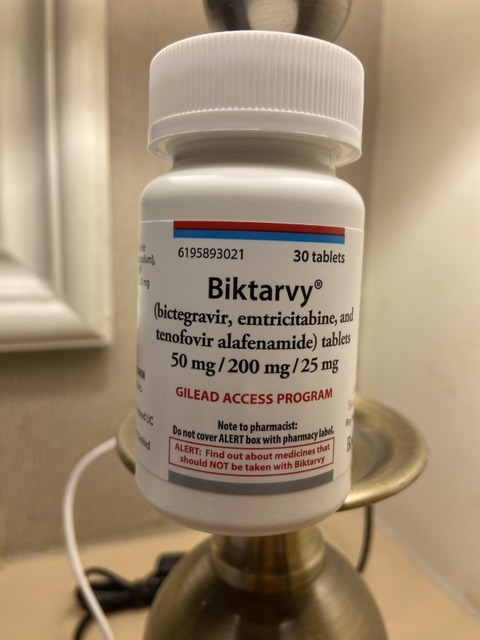 6195893021 30 tablets
Biktarvy®
(bictegravir, emtricitabine, and
tenofovir alafenamide) tablets
50 mg/200 mg/25 mg
GILEAD ACCESS PROGRAM
Note to pharmacist:
Do not cover ALERT box with pharmacy label.
ALERT: Find out about medicines that
should NOT be taken with Biktarvy